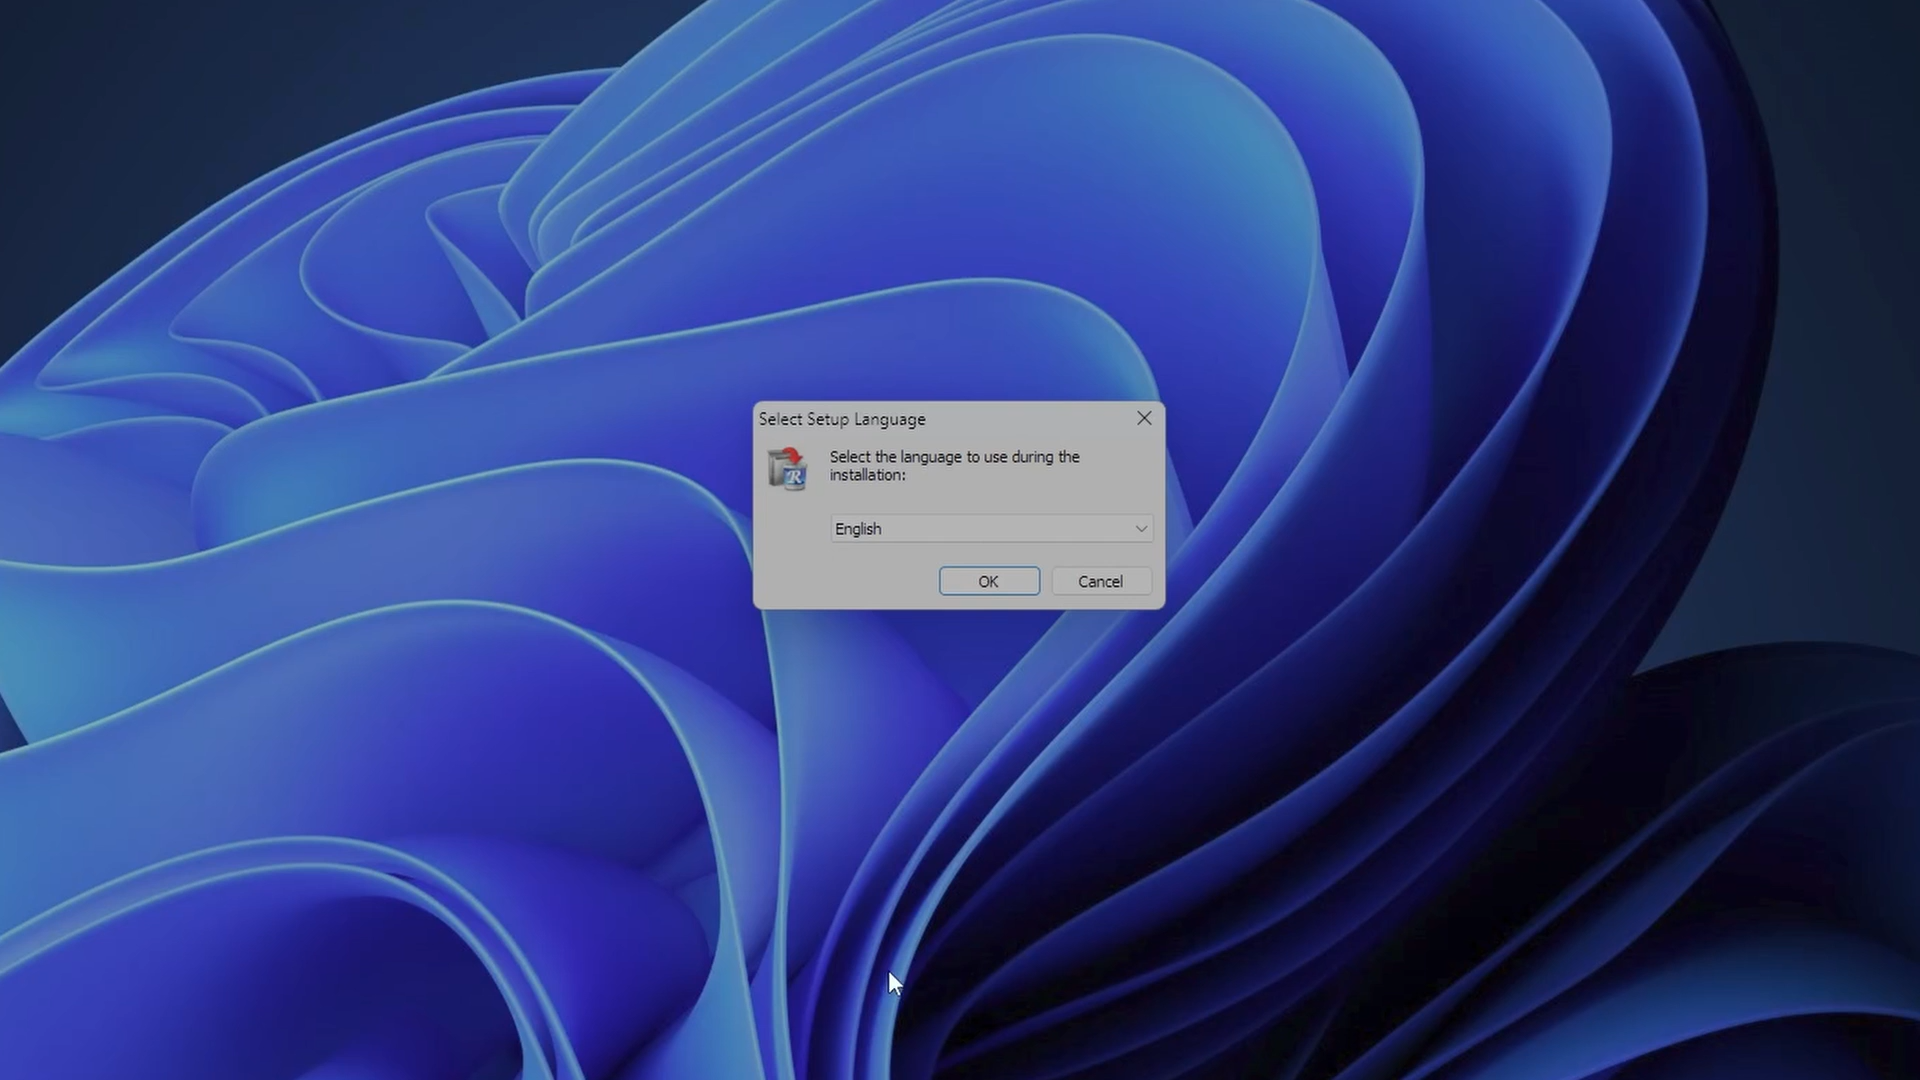 Select Setup Language
Select the language to use during the
installation:
English
OK
Cancel